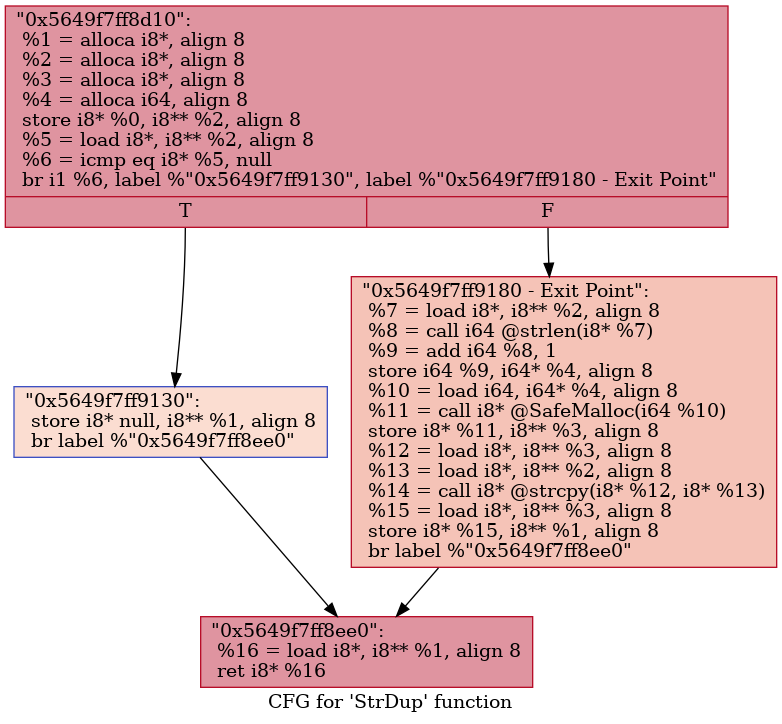 "0x5649f7ff8d10":
%1 = alloca i8*, align 8
%2 = alloca i8*, align 8
%3 = alloca i8*, align 8
%4 = alloca i64, align 8
store i8* %0, i8** %2, align 8
%5 = load i8*, i8** %2, align 8
%6 = icmp eq i8* %5, null
br i1 %6, label %"0x5649f7ff9130", label %"0x5649f7ff9180 - Exit Point"
T
F
"0x5649f7ff9180 - Exit Point":
%7 = load i8*, i8** %2, align 8
%8 = call i64 @strlen(i8* %7)
%9 = add i64 %8, 1
store i64 %9, i64* %4, align 8
%10 = load i64, i64* %4, align 8
%11 = call i8* @SafeMalloc(i64 %10)
store i8* %11, i8** %3, align 8
%12 = load i8*, i8** %3, align 8
%13 = load i8*, i8** %2, align 8
%14 = call i8* @strcpy(i8* %12, i8* %13)
%15 = load i8*, i8** %3, align 8
store i8* %15, i8** %1, align 8
br label %"0x5649f7ff8ee0"
"0x5649f7ff9130":
store i8* null, i8** %1, align 8
br label %"0x5649f7ff8ee0"
"0x5649f7ff8ee0":
%16 = load i8*, i8** %1, align 8
ret i8* %16
CFG for 'StrDup' function